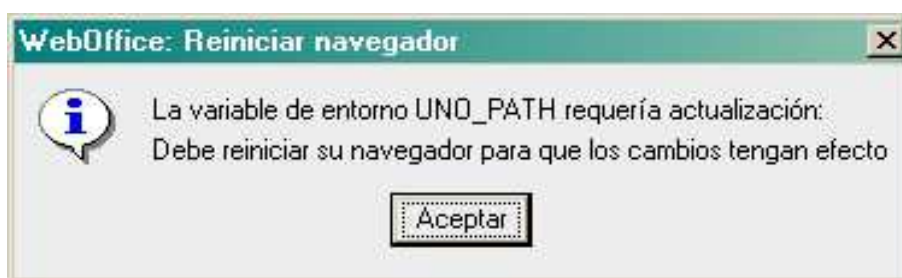 WebOffice: Reiniciar navegador
La variable de entorno UNO_PATH requería actualización:
Debe reiniciar su navegador para que los cambios tengan efecto
Aceptar